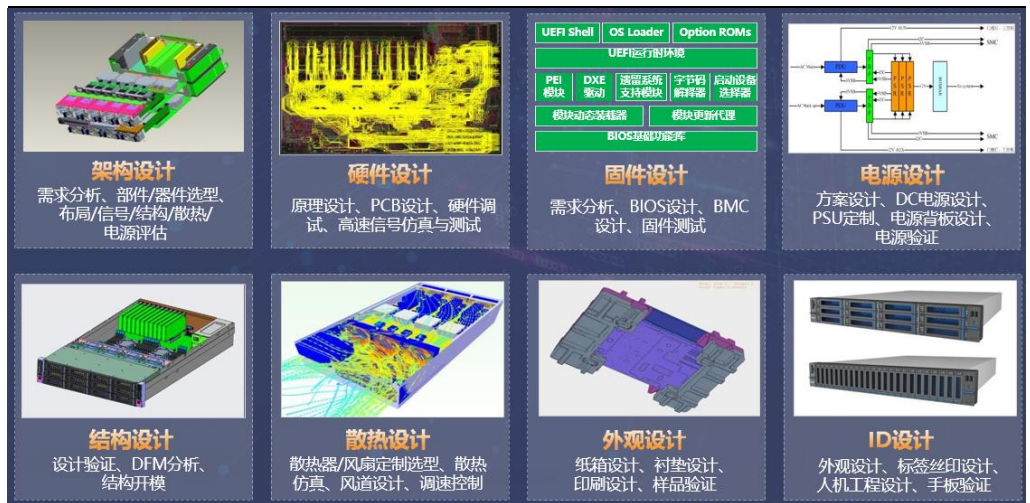 UEFI Shell
OS Loader
Option ROMs
UEFI运行时环境
PEI
模块
DXE
驱动
遗留系统
支持模块
字节码
解释器
启动设备
选择器
模块动态装载器
模块更新代理
BIOS基础功能库
架构设计
需求分析、部件/器件选型、
布局/信号/结构/散热/
电源评估
硬件设计
原理设计、PCB设计、硬件调
试、高速信号仿真与测试
固件设计
需求分析、BIOS设计、BMC
设计、固件测试
电源设计
方案设计、DC电源设计、
PSU定制、电源背板设计、
电源验证
结构设计
设计验证、DFM分析、
结构开模
散热设计
散热器/风扇定制选型、散热
仿真、风道设计、调速控制
外观设计
纸箱设计、衬垫设计、
印刷设计、样品验证
ID设计
外观设计、标签丝印设计、
人机工程设计、手板验证